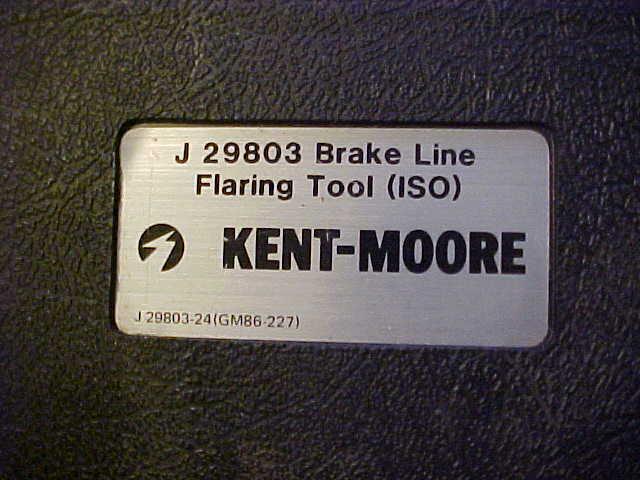 J 29803 Brake Line
Flaring Tool (ISO)
KENT-MOORE
J 29803-24(GM86-227)